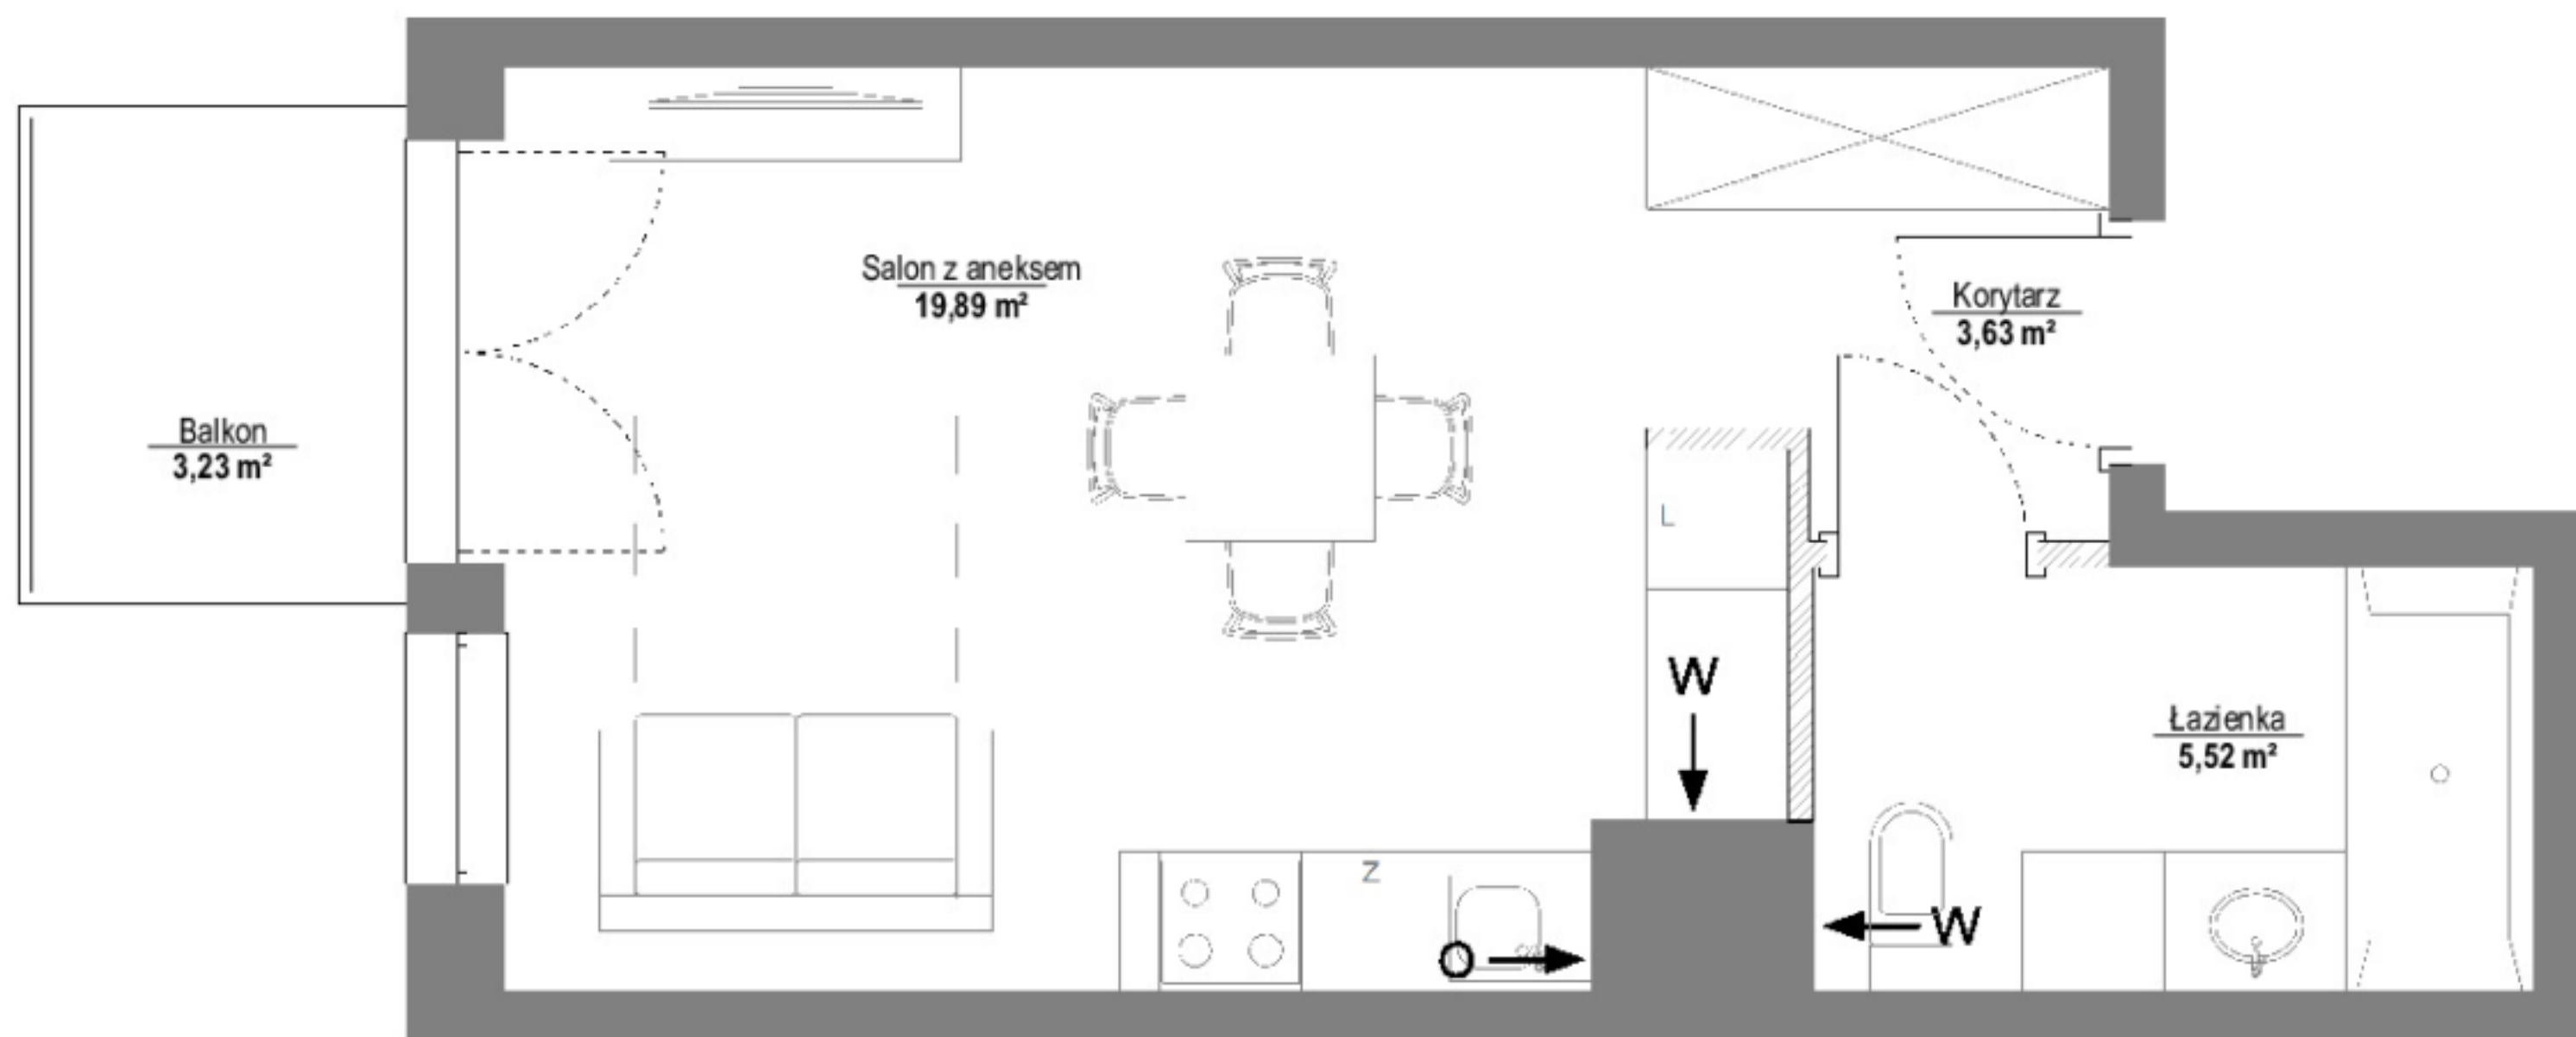 Salon z aneksem
19,89 m²
Korytarz
3,63 m²
Balkon
3,23 m²
L
W
Łazienka
5,52 m²
Z
W
O